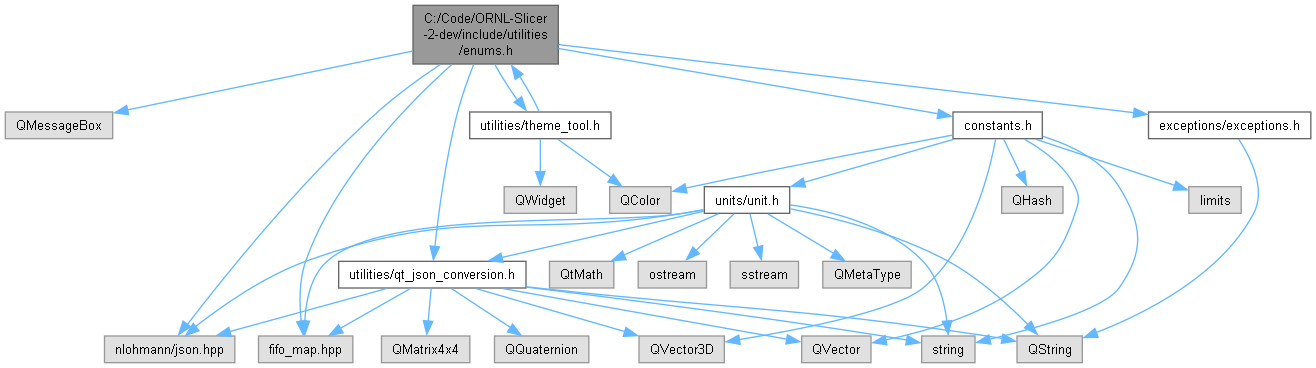 C:/Code/ORNL-Slicer
-2-dev/include/utilities
/enums.h
QMessageBox
utilities/theme_tool.h
constants.h
exceptions/exceptions.h
QWidget
QColor
units/unit.h
QHash
limits
utilities/qt_json_conversion.h
QtMath
ostream
sstream
QMetaType
nlohmann/json.hpp
fifo_map.hpp
QMatrix4x4
QQuaternion
QVector3D
QVector
string
QString